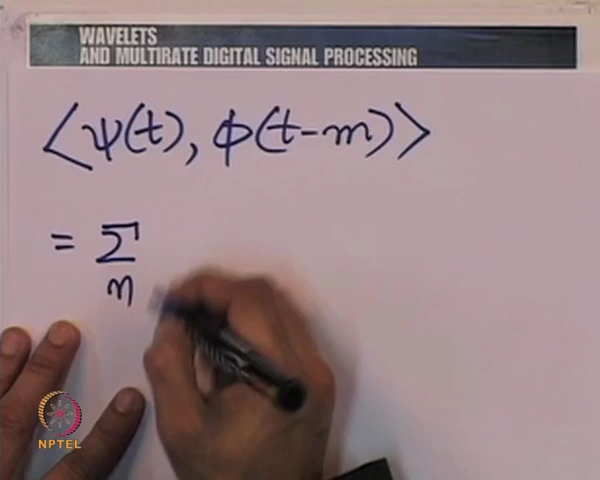 WAVELETS
AND MULTIRATE DIGITAL SIGNAL PROCESSING
⟨ψ(t), φ(t-m)⟩
= Σ
n
NPTEL